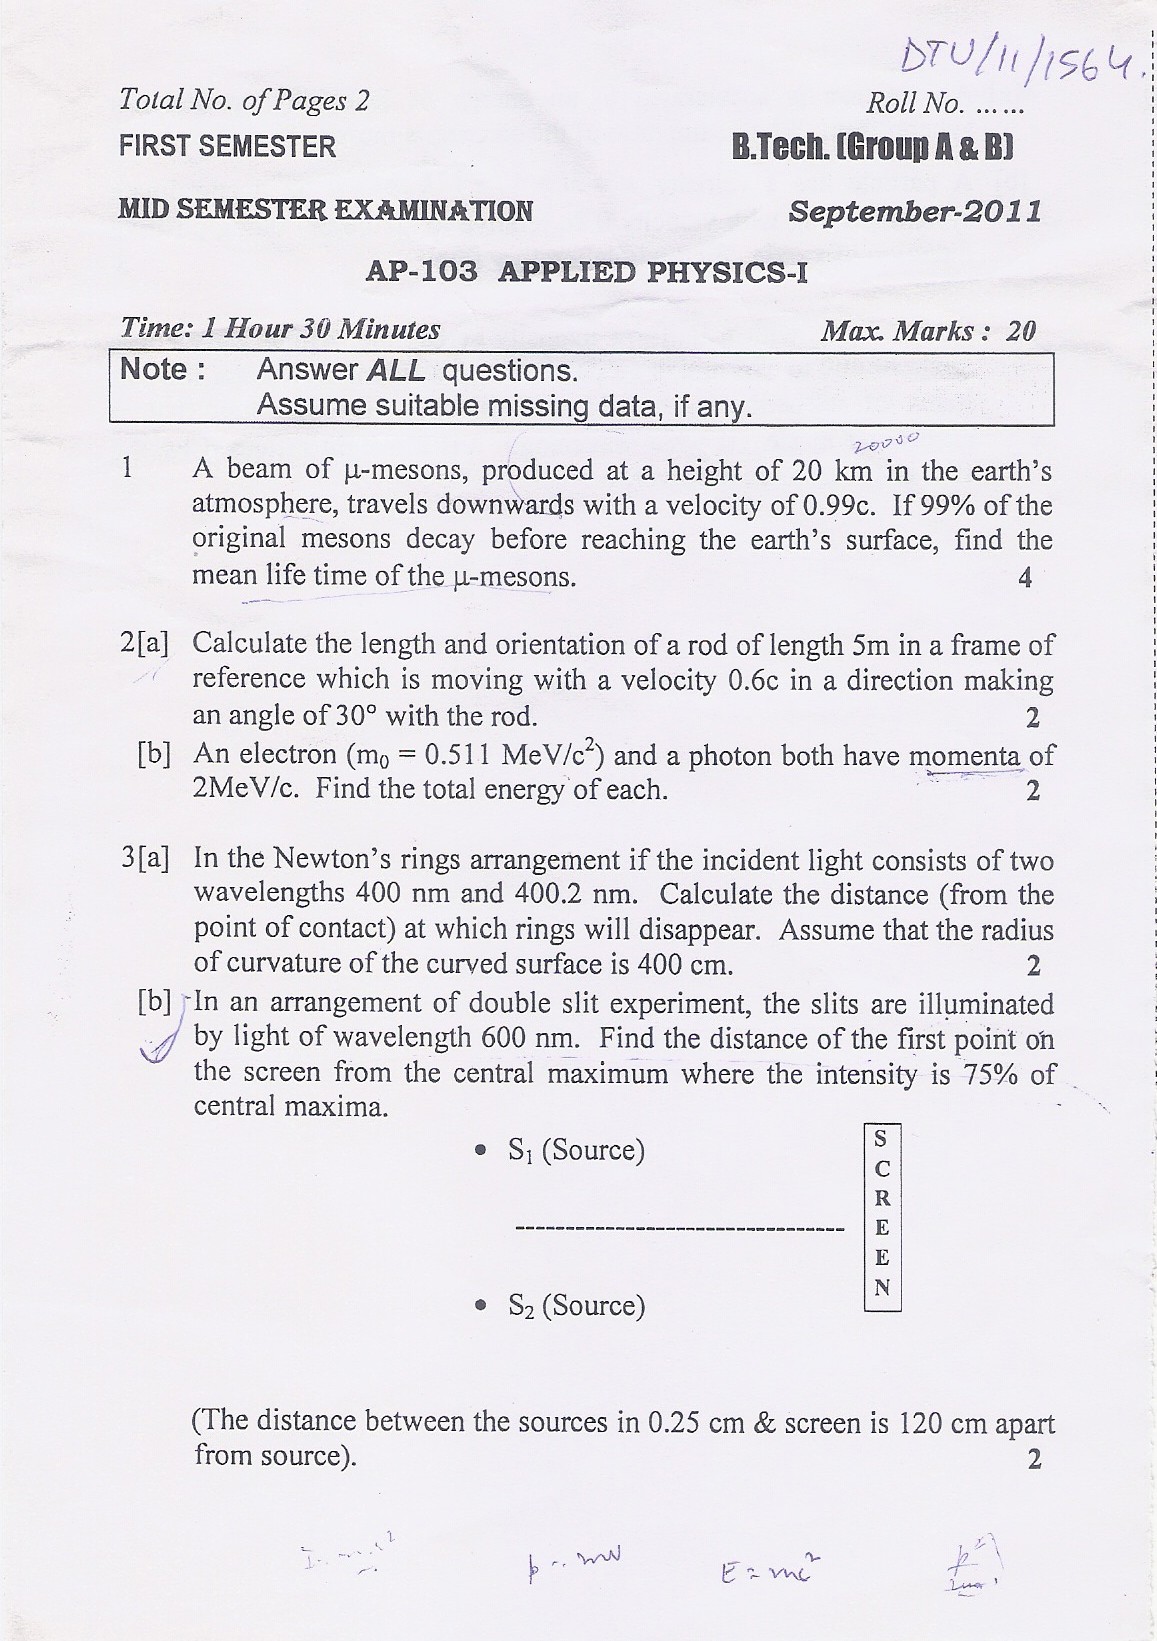 DTU/11/1564.
Total No. of Pages 2 Roll No. ......
FIRST SEMESTER B.Tech. (Group A & B)
MID SEMESTER EXAMINATION September-2011
AP-103 APPLIED PHYSICS-I
Time: 1 Hour 30 Minutes Max. Marks : 20
Note : Answer ALL questions.
Assume suitable missing data, if any.
20000
1 A beam of μ-mesons, produced at a height of 20 km in the earth's
atmosphere, travels downwards with a velocity of 0.99c. If 99% of the
original mesons decay before reaching the earth's surface, find the
mean life time of the μ-mesons. 4
2[a] Calculate the length and orientation of a rod of length 5m in a frame of
reference which is moving with a velocity 0.6c in a direction making
an angle of 30° with the rod. 2
[b] An electron (m₀ = 0.511 MeV/c²) and a photon both have momenta of
2MeV/c. Find the total energy of each. 2
3[a] In the Newton's rings arrangement if the incident light consists of two
wavelengths 400 nm and 400.2 nm. Calculate the distance (from the
point of contact) at which rings will disappear. Assume that the radius
of curvature of the curved surface is 400 cm. 2
[b] In an arrangement of double slit experiment, the slits are illuminated
by light of wavelength 600 nm. Find the distance of the first point on
the screen from the central maximum where the intensity is 75% of
central maxima.
S₁ (Source)
SCREEN
S₂ (Source)
(The distance between the sources in 0.25 cm & screen is 120 cm apart
from source). 2
p = mv E = mc²